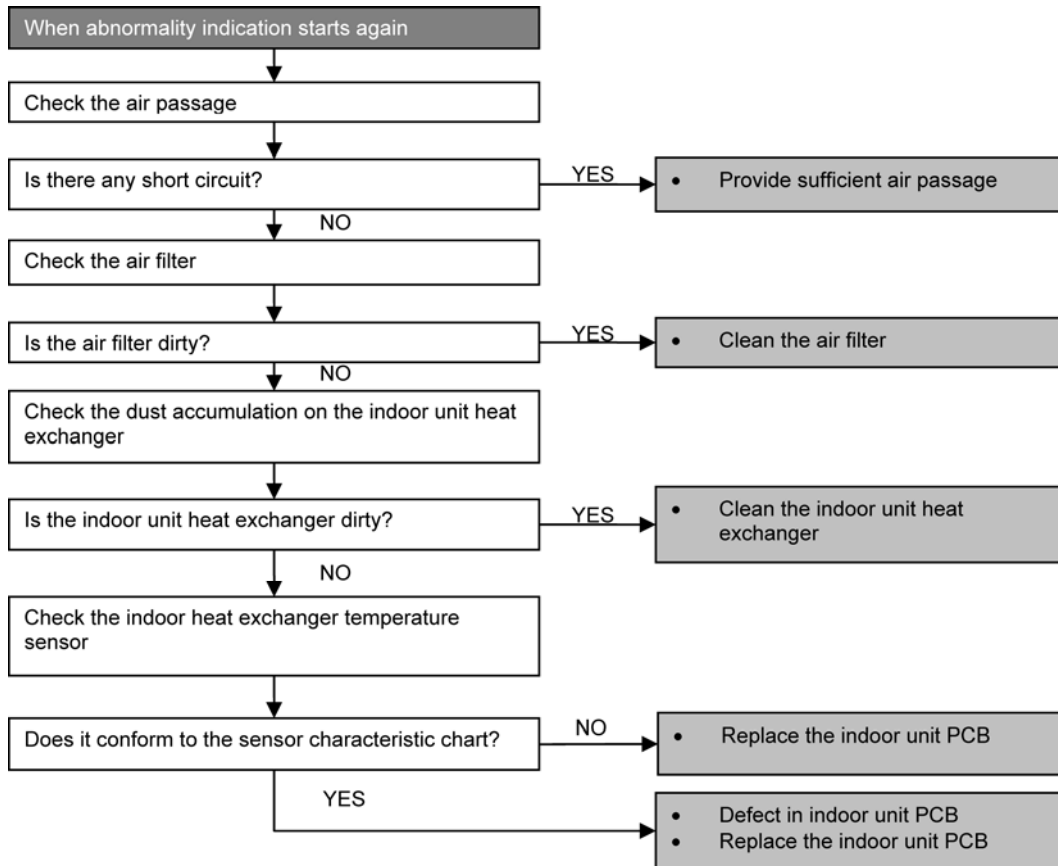 When abnormality indication starts again
Check the air passage
Is there any short circuit?
YES
• Provide sufficient air passage
NO
Check the air filter
Is the air filter dirty?
YES
• Clean the air filter
NO
Check the dust accumulation on the indoor unit heat
exchanger
Is the indoor unit heat exchanger dirty?
YES
• Clean the indoor unit heat
exchanger
NO
Check the indoor heat exchanger temperature
sensor
Does it conform to the sensor characteristic chart?
NO
• Replace the indoor unit PCB
YES
• Defect in indoor unit PCB
• Replace the indoor unit PCB